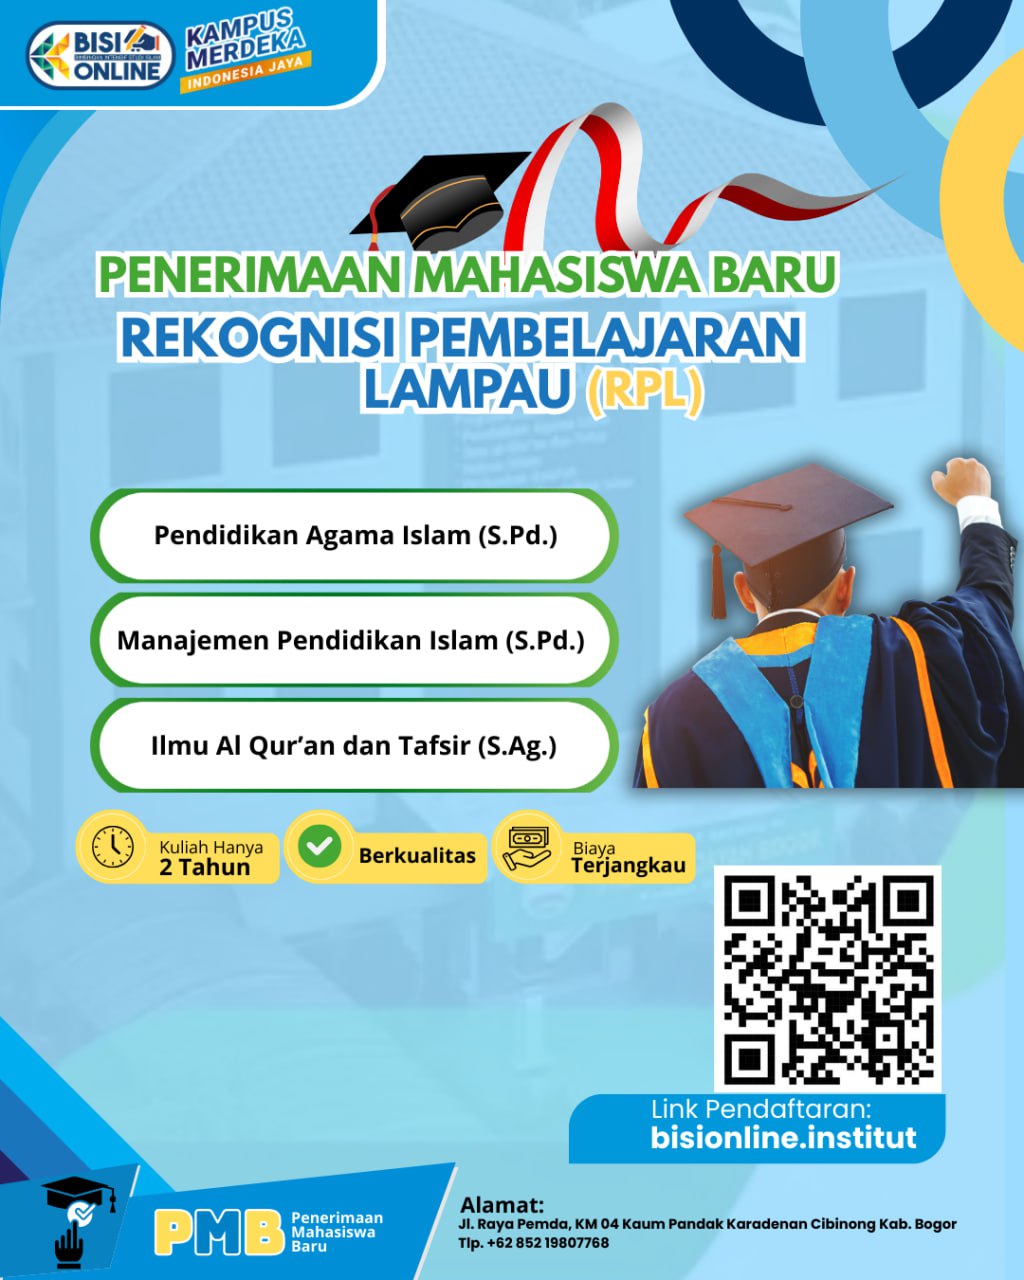 BISI
ONLINE
KAMPUS
MERDEKA
INDONESIA JAYA
PENERIMAAN MAHASISWA BARU
REKOGNISI PEMBELAJARAN
LAMPAU (RPL)
Pendidikan Agama Islam (S.Pd.)
Manajemen Pendidikan Islam (S.Pd.)
Ilmu Al Qur’an dan Tafsir (S.Ag.)
Kuliah Hanya
2 Tahun
Berkualitas
Biaya
Terjangkau
Link Pendaftaran:
bisionline.institut
PMB
Penerimaan
Mahasiswa
Baru
Alamat:
Jl. Raya Pemda, KM 04 Kaum Pandak Karadenan Cibinong Kab. Bogor
Tlp. +62 852 19807768